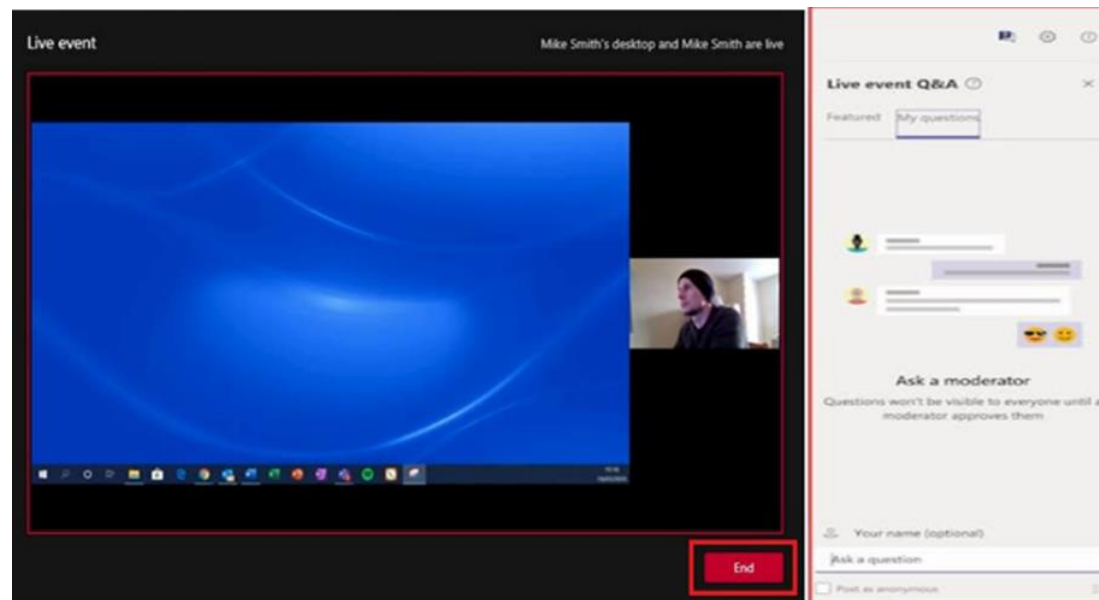 Live event
Mike Smith's desktop and Mike Smith are live
End
Live event Q&A
Featured
My questions
Ask a moderator
Questions won't be visible to everyone until a
moderator approves them
Your name (optional)
Ask a question
Post as anonymous